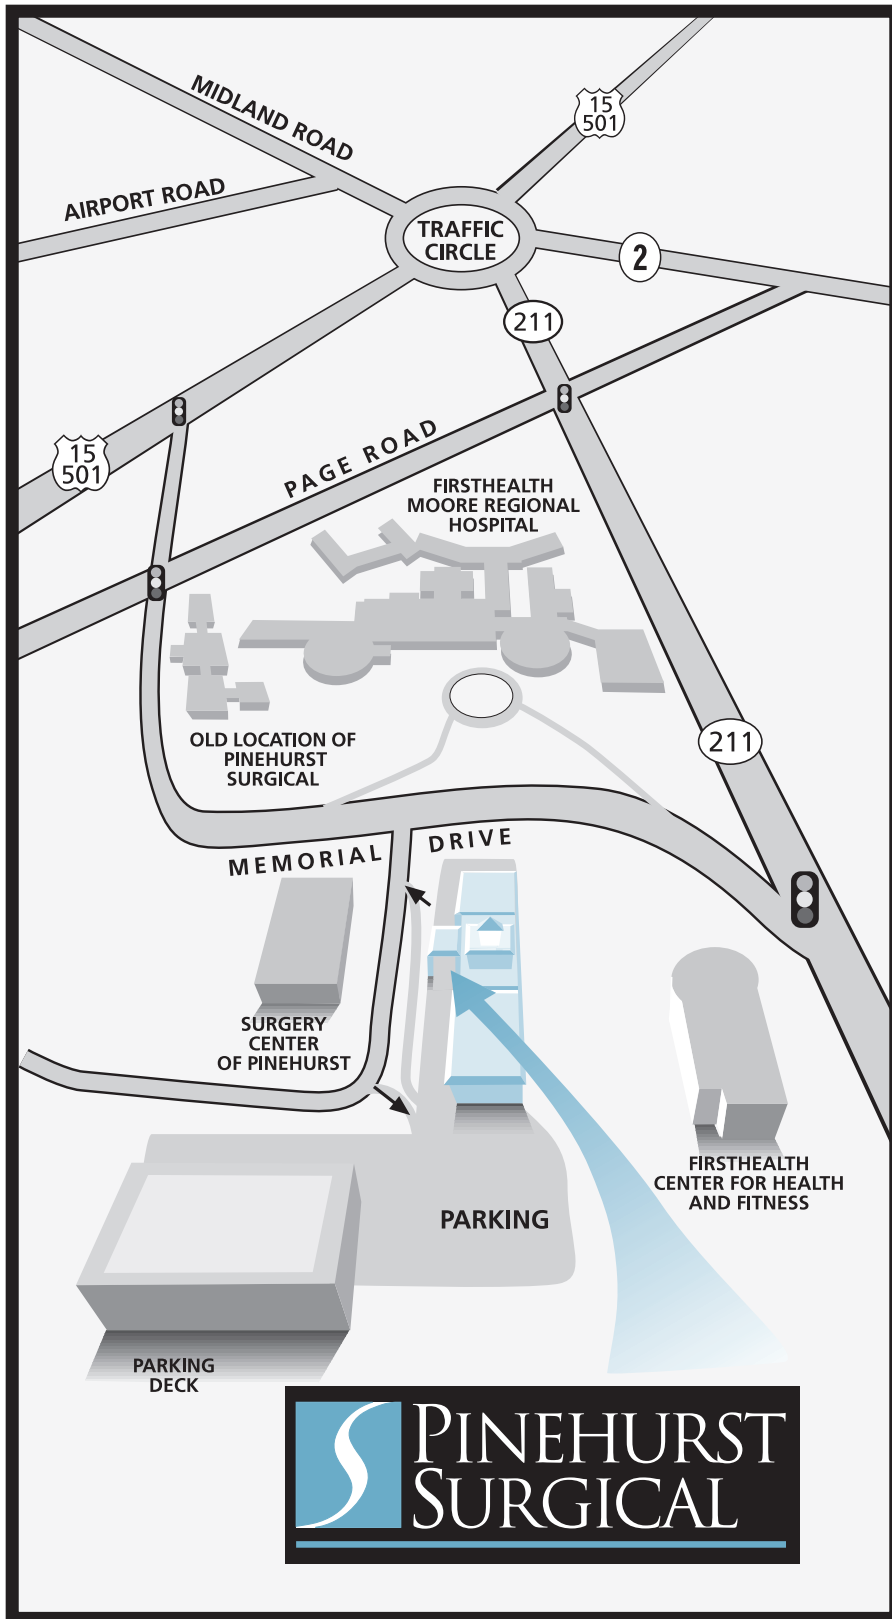 MIDLAND ROAD
15
501
AIRPORT ROAD
TRAFFIC
CIRCLE
2
211
15
501
PAGE ROAD
FIRSTHEALTH
MOORE REGIONAL
HOSPITAL
OLD LOCATION OF
PINEHURST
SURGICAL
211
MEMORIAL DRIVE
SURGERY
CENTER
OF PINEHURST
FIRSTHEALTH
CENTER FOR HEALTH
AND FITNESS
PARKING
PARKING
DECK
PINEHURST
SURGICAL